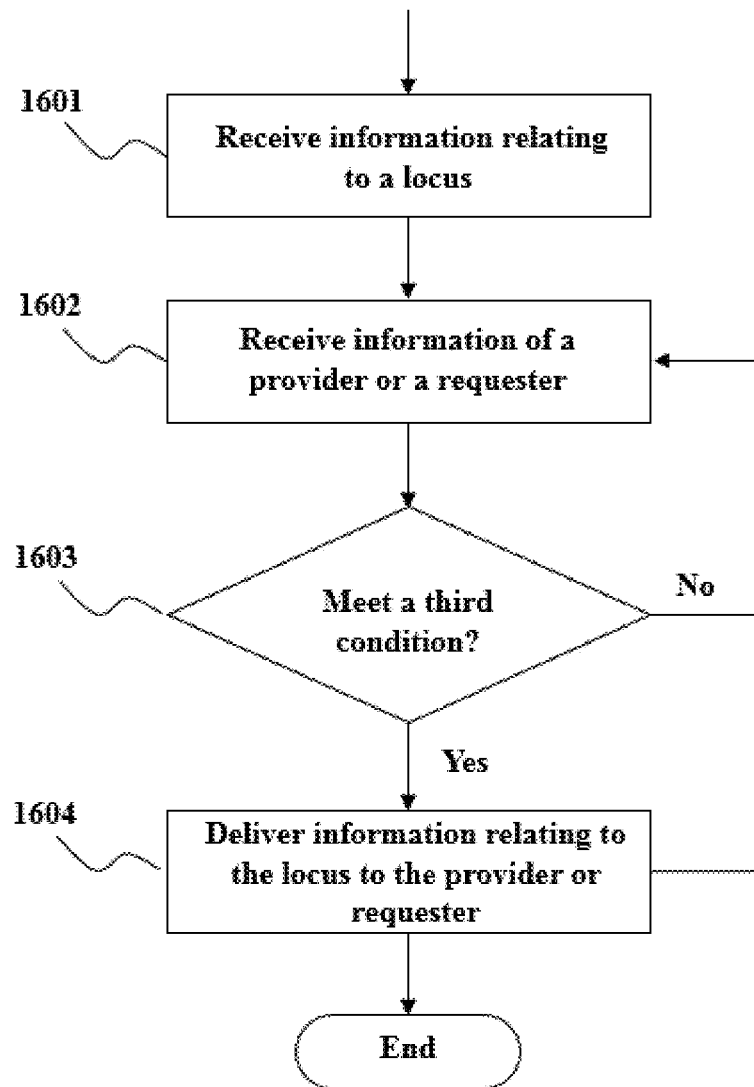 1601
Receive information relating
to a locus
1602
Receive information of a
provider or a requester
1603
Meet a third
condition?
No
Yes
1604
Deliver information relating to
the locus to the provider or
requester
End